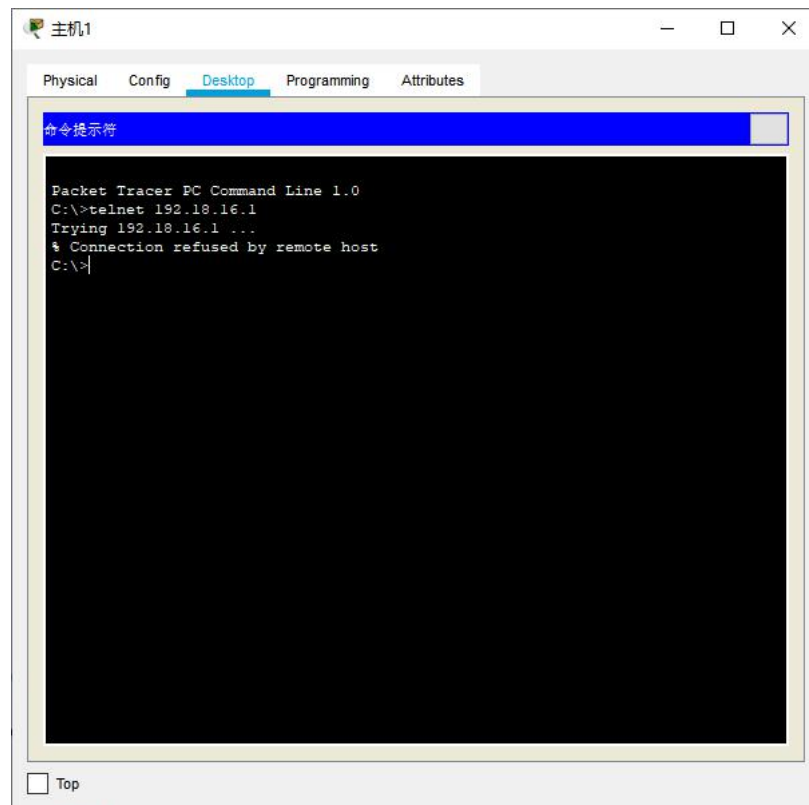 主机1
Physical Config Desktop Programming Attributes
命令提示符
Packet Tracer PC Command Line 1.0
C:\>telnet 192.18.16.1
Trying 192.18.16.1 ...
% Connection refused by remote host
C:\>
Top